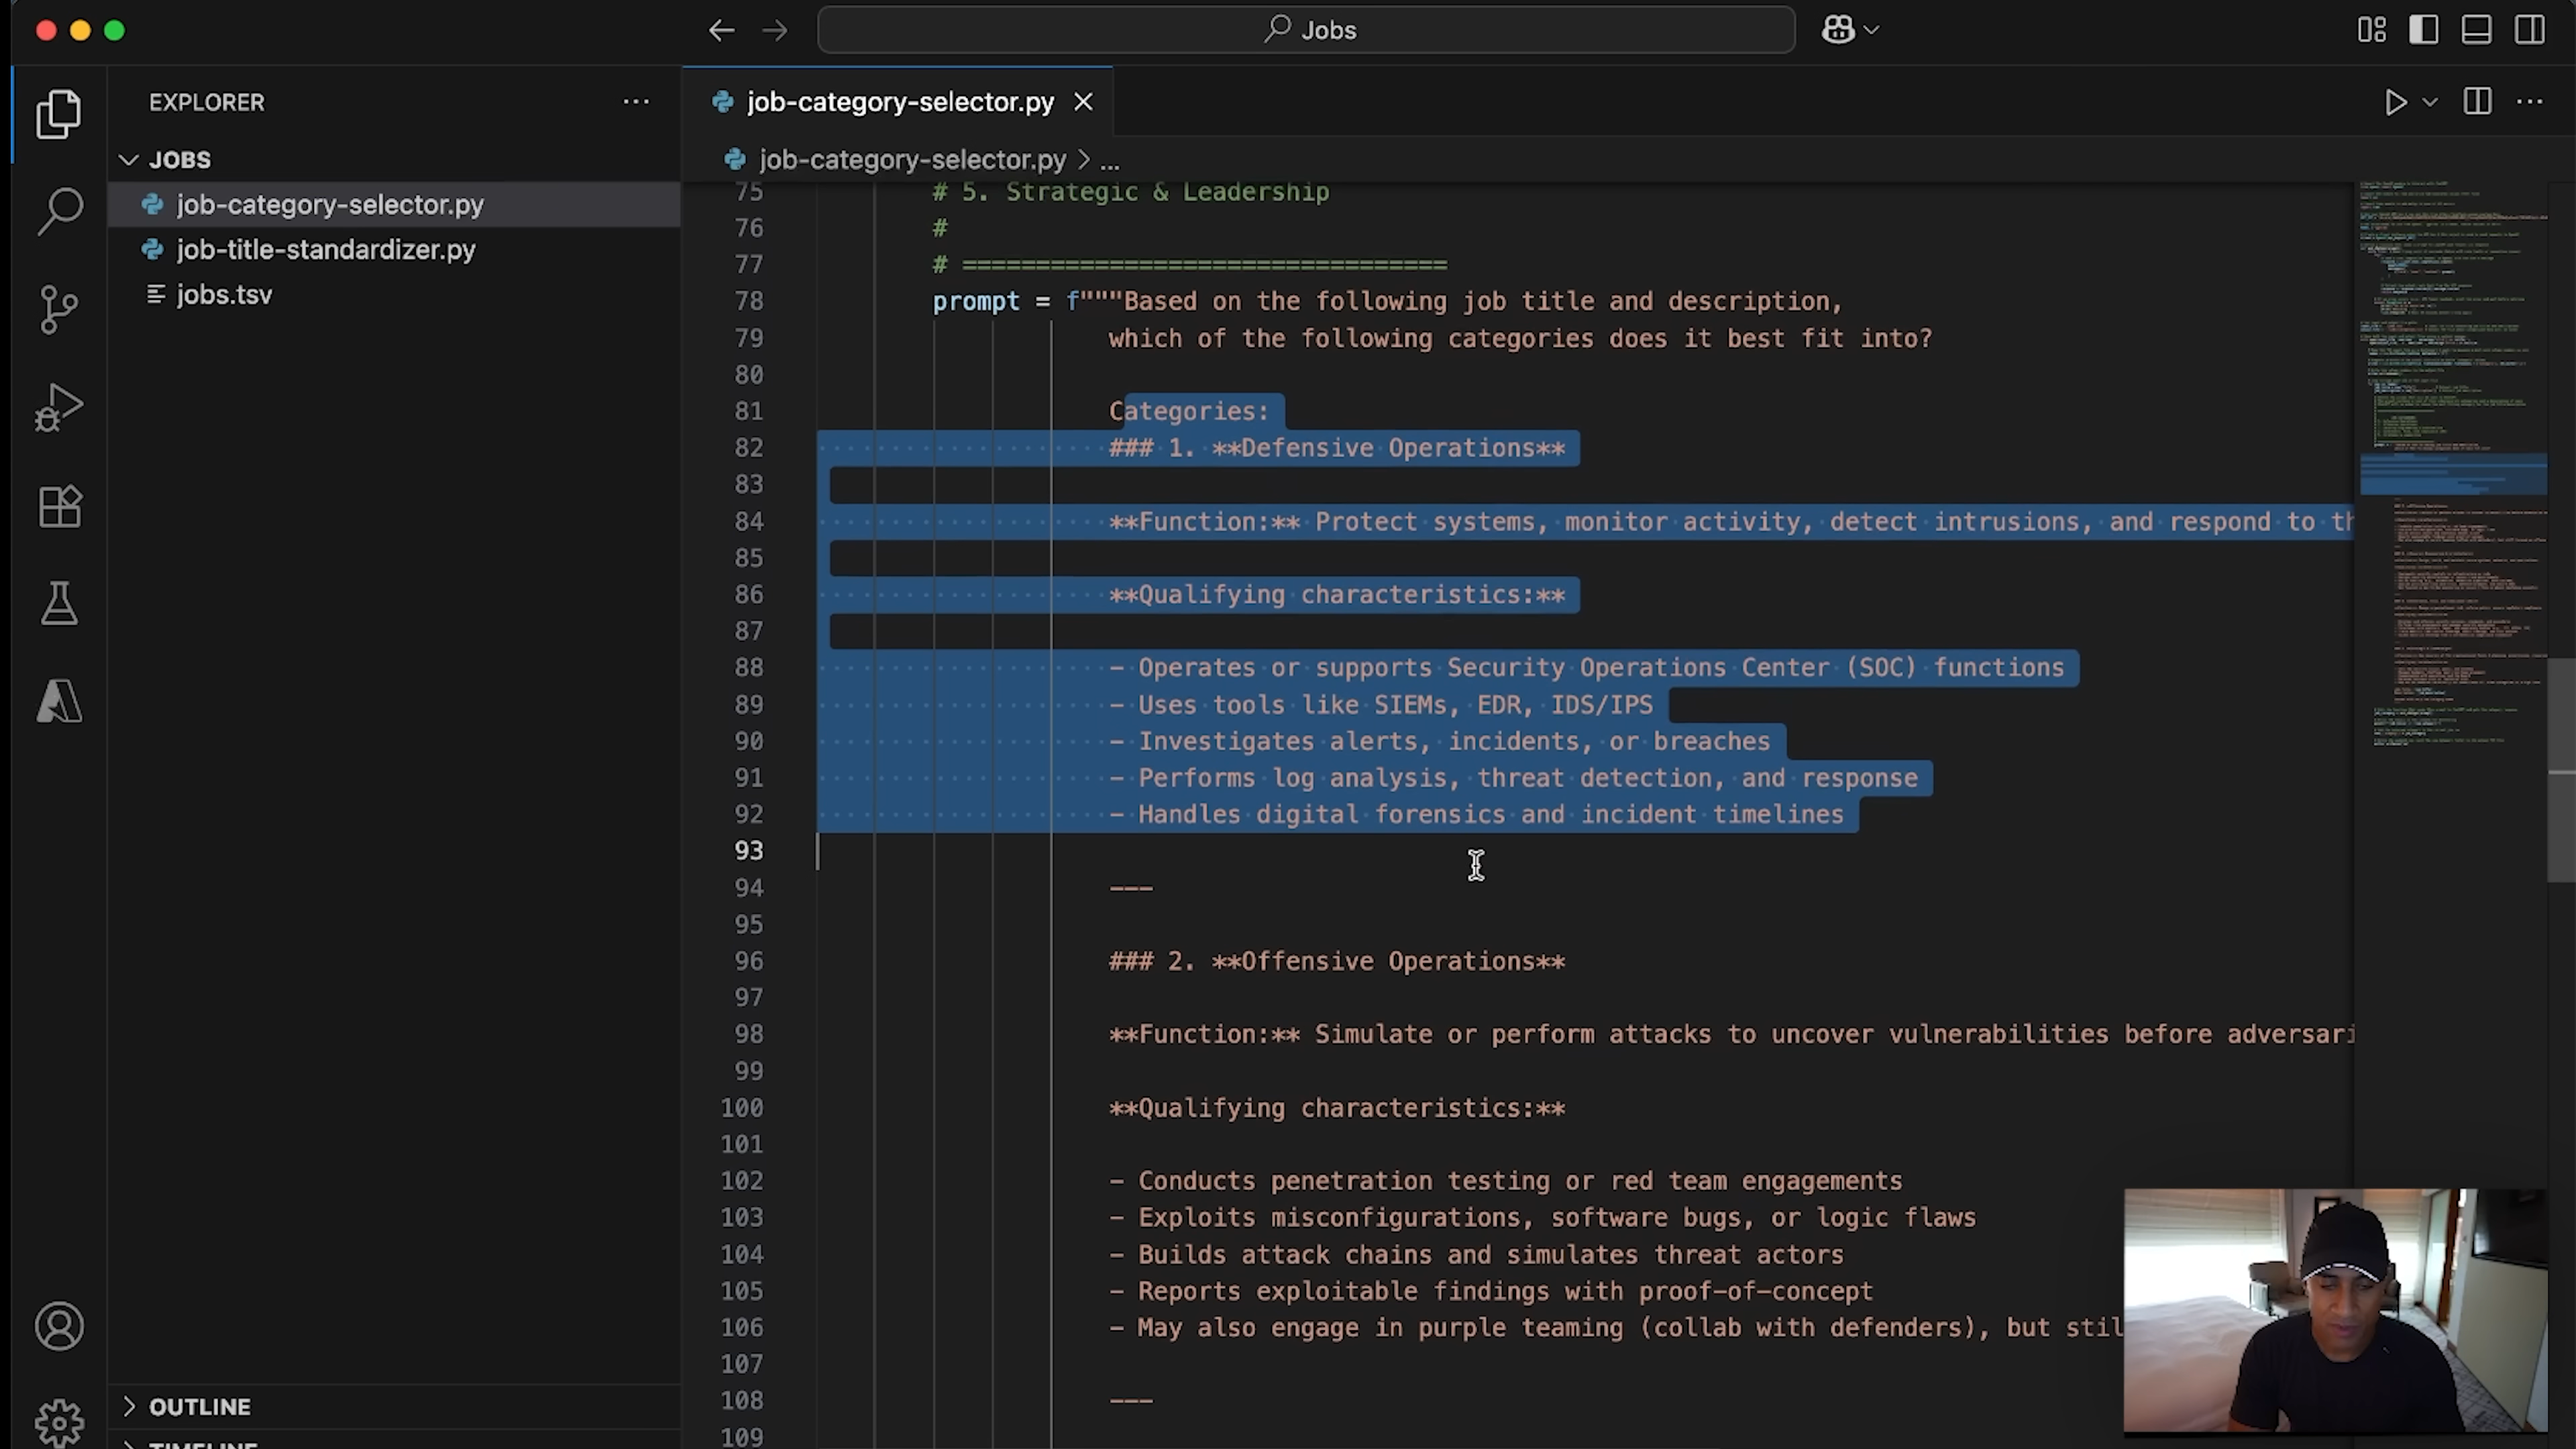 Jobs
EXPLORER
JOBS
job-category-selector.py
job-title-standardizer.py
jobs.tsv
OUTLINE
TIMELINE
job-category-selector.py
job-category-selector.py > ...
75 # 5. Strategic & Leadership
76 #
77 # =================================
78 prompt = f"""Based on the following job title and description,
79 which of the following categories does it best fit into?
80
81 Categories:
82 ### 1. **Defensive Operations**
83
84 **Function:** Protect systems, monitor activity, detect intrusions, and respond to th
85
86 **Qualifying characteristics:**
87
88 - Operates or supports Security Operations Center (SOC) functions
89 - Uses tools like SIEMs, EDR, IDS/IPS
90 - Investigates alerts, incidents, or breaches
91 - Performs log analysis, threat detection, and response
92 - Handles digital forensics and incident timelines
93
94 ---
95
96 ### 2. **Offensive Operations**
97
98 **Function:** Simulate or perform attacks to uncover vulnerabilities before adversari
99
100 **Qualifying characteristics:**
101
102 - Conducts penetration testing or red team engagements
103 - Exploits misconfigurations, software bugs, or logic flaws
104 - Builds attack chains and simulates threat actors
105 - Reports exploitable findings with proof-of-concept
106 - May also engage in purple teaming (collab with defenders), but stil
107
108 ---
109